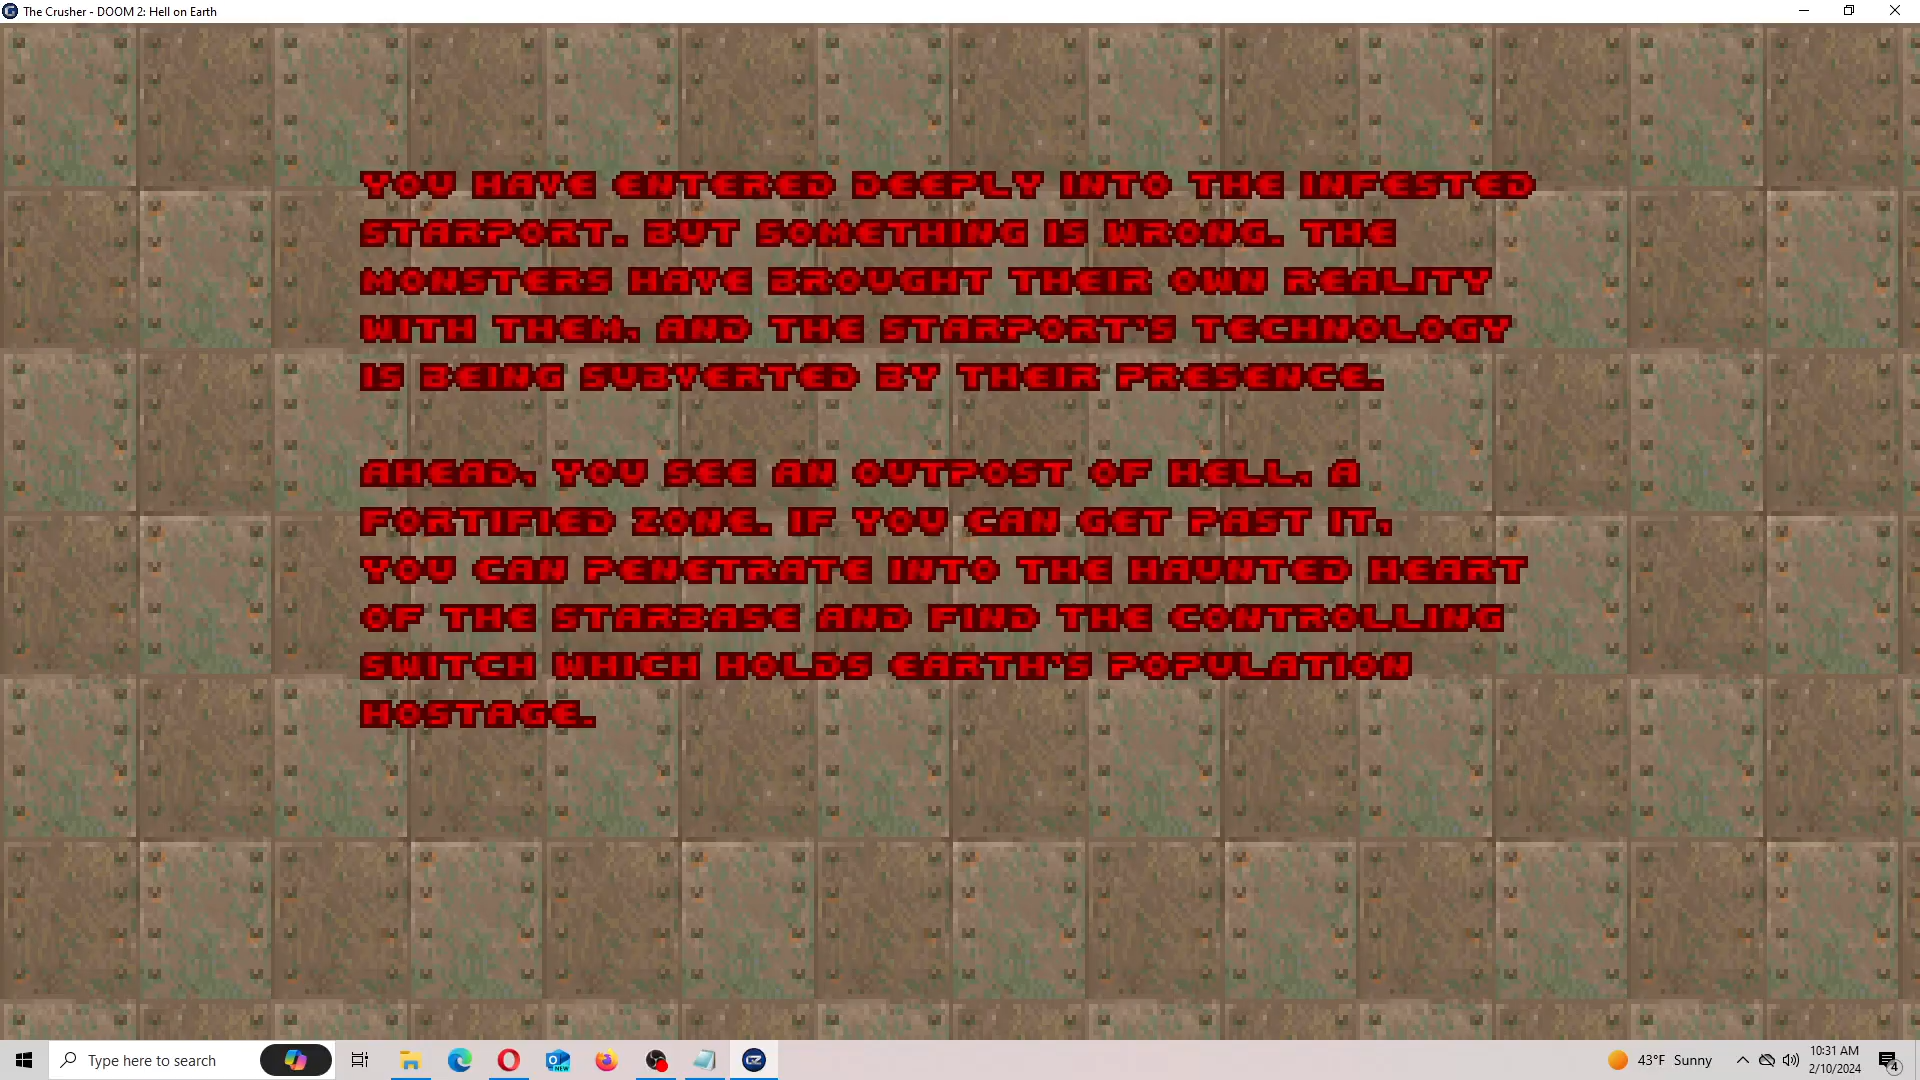 The Crusher - DOOM 2: Hell on Earth
YOU HAVE ENTERED DEEPLY INTO THE INFESTED
STARPORT. BUT SOMETHING IS WRONG. THE
MONSTERS HAVE BROUGHT THEIR OWN REALITY
WITH THEM, AND THE STARPORT'S TECHNOLOGY
IS BEING SUBVERTED BY THEIR PRESENCE.
AHEAD, YOU SEE AN OUTPOST OF HELL, A
FORTIFIED ZONE. IF YOU CAN GET PAST IT,
YOU CAN PENETRATE INTO THE HAUNTED HEART
OF THE STARBASE AND FIND THE CONTROLLING
SWITCH WHICH HOLDS EARTH'S POPULATION
HOSTAGE.
Type here to search
NEW
GZ
43°F Sunny
10:31 AM
2/10/2024
4